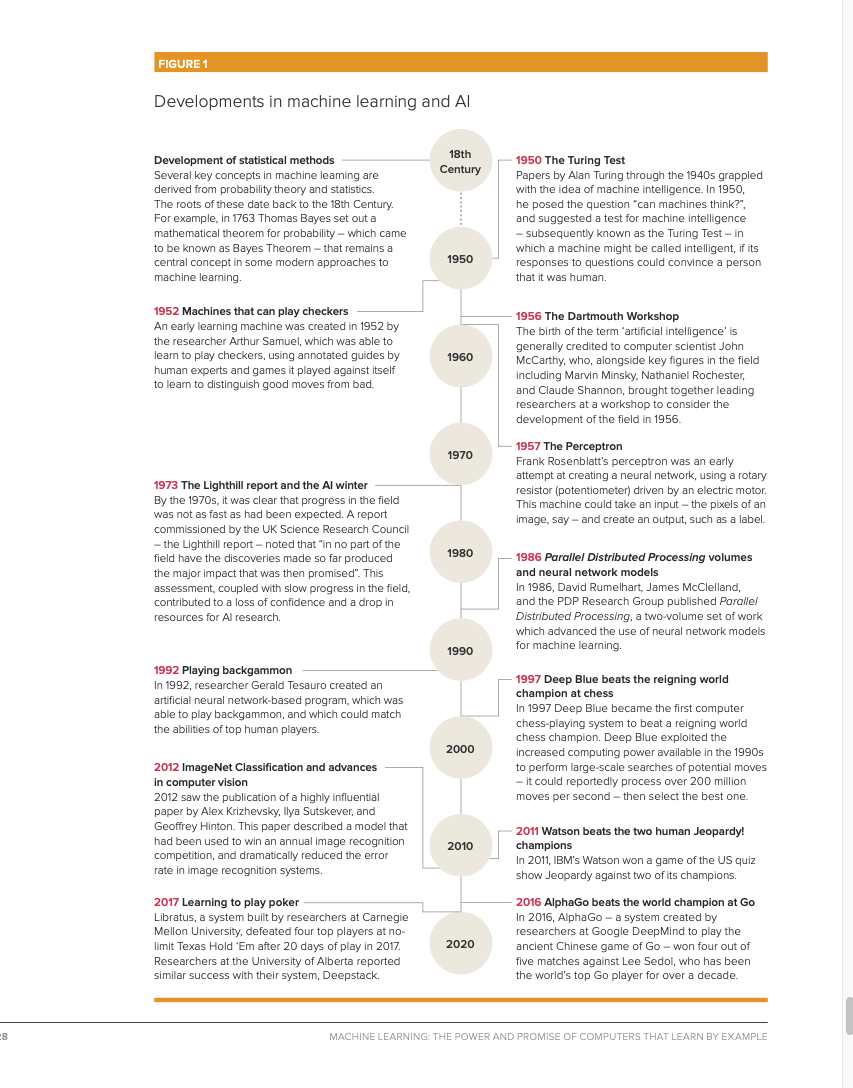 FIGURE 1
Developments in machine learning and AI
18th
Century
1950
1960
1970
1980
1990
2000
2010
2020
Development of statistical methods
Several key concepts in machine learning are
derived from probability theory and statistics.
The roots of these date back to the 18th Century.
For example, in 1763 Thomas Bayes set out a
mathematical theorem for probability – which came
to be known as Bayes Theorem – that remains a
central concept in some modern approaches to
machine learning.
1952 Machines that can play checkers
An early learning machine was created in 1952 by
the researcher Arthur Samuel, which was able to
learn to play checkers, using annotated guides by
human experts and games it played against itself
to learn to distinguish good moves from bad.
1973 The Lighthill report and the AI winter
By the 1970s, it was clear that progress in the field
was not as fast as had been expected. A report
commissioned by the UK Science Research Council
– the Lighthill report – noted that “in no part of the
field have the discoveries made so far produced
the major impact that was then promised”. This
assessment, coupled with slow progress in the field,
contributed to a loss of confidence and a drop in
resources for AI research.
1992 Playing backgammon
In 1992, researcher Gerald Tesauro created an
artificial neural network-based program, which was
able to play backgammon, and which could match
the abilities of top human players.
2012 ImageNet Classification and advances
in computer vision
2012 saw the publication of a highly influential
paper by Alex Krizhevsky, Ilya Sutskever, and
Geoffrey Hinton. This paper described a model that
had been used to win an annual image recognition
competition, and dramatically reduced the error
rate in image recognition systems.
2017 Learning to play poker
Libratus, a system built by researchers at Carnegie
Mellon University, defeated four top players at no-
limit Texas Hold ‘Em after 20 days of play in 2017.
Researchers at the University of Alberta reported
similar success with their system, Deepstack.
1950 The Turing Test
Papers by Alan Turing through the 1940s grappled
with the idea of machine intelligence. In 1950,
he posed the question “can machines think?”,
and suggested a test for machine intelligence
– subsequently known as the Turing Test – in
which a machine might be called intelligent, if its
responses to questions could convince a person
that it was human.
1956 The Dartmouth Workshop
The birth of the term ‘artificial intelligence’ is
generally credited to computer scientist John
McCarthy, who, alongside key figures in the field
including Marvin Minsky, Nathaniel Rochester,
and Claude Shannon, brought together leading
researchers at a workshop to consider the
development of the field in 1956.
1957 The Perceptron
Frank Rosenblatt’s perceptron was an early
attempt at creating a neural network, using a rotary
resistor (potentiometer) driven by an electric motor.
This machine could take an input – the pixels of an
image, say – and create an output, such as a label.
1986 Parallel Distributed Processing volumes
and neural network models
In 1986, David Rumelhart, James McClelland,
and the PDP Research Group published Parallel
Distributed Processing, a two-volume set of work
which advanced the use of neural network models
for machine learning.
1997 Deep Blue beats the reigning world
champion at chess
In 1997 Deep Blue became the first computer
chess-playing system to beat a reigning world
chess champion. Deep Blue exploited the
increased computing power available in the 1990s
to perform large-scale searches of potential moves
– it could reportedly process over 200 million
moves per second – then select the best one.
2011 Watson beats the two human Jeopardy!
champions
In 2011, IBM’s Watson won a game of the US quiz
show Jeopardy against two of its champions.
2016 AlphaGo beats the world champion at Go
In 2016, AlphaGo – a system created by
researchers at Google DeepMind to play the
ancient Chinese game of Go – won four out of
five matches against Lee Sedol, who has been
the world’s top Go player for over a decade.
28
MACHINE LEARNING: THE POWER AND PROMISE OF COMPUTERS THAT LEARN BY EXAMPLE